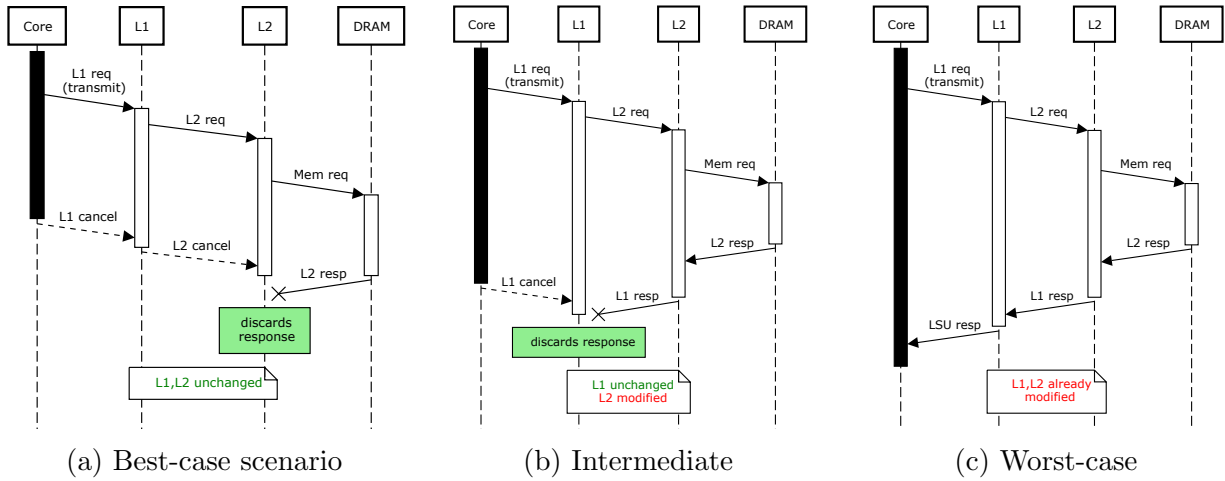 Core
L1
L2
DRAM
L1 req
(transmit)
L2 req
Mem req
L1 cancel
L2 cancel
L2 resp
discards
response
L1,L2 unchanged
(a) Best-case scenario
Core
L1
L2
DRAM
L1 req
(transmit)
L2 req
Mem req
L2 resp
L1 cancel
L1 resp
discards response
L1 unchanged
L2 modified
(b) Intermediate
Core
L1
L2
DRAM
L1 req
(transmit)
L2 req
Mem req
L2 resp
L1 resp
LSU resp
L1,L2 already
modified
(c) Worst-case